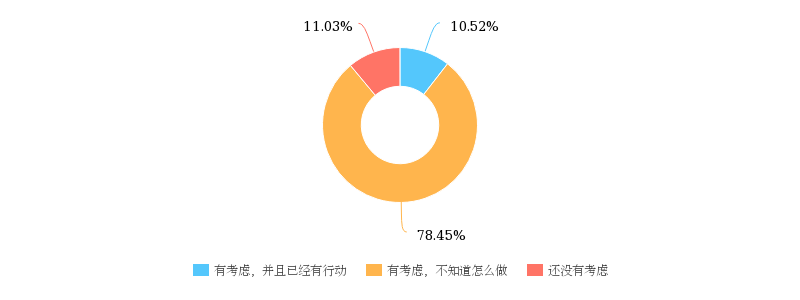 11.03%
10.52%
78.45%
有考虑，并且已经有行动
有考虑，不知道怎么做
还没有考虑